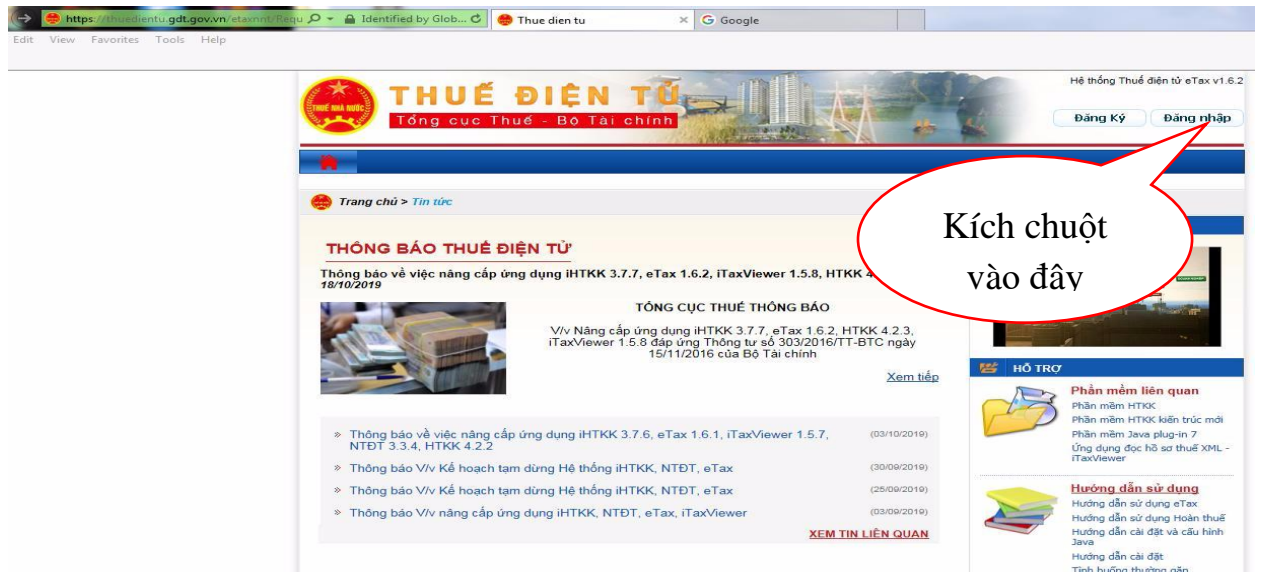 https://thuedientu.gdt.gov.vn/etaxnnt/Requ
Identified by Glob...
Thue dien tu
Google
Edit View Favorites Tools Help
Hệ thống Thuế điện tử eTax v1.6.2
THUẾ NHÀ NƯỚC
THUẾ ĐIỆN TỬ
Tổng cục Thuế - Bộ Tài chính
Đăng Ký
Đăng nhập
Trang chủ > Tin tức
Kích chuột
vào đây
THÔNG BÁO THUẾ ĐIỆN TỬ
Thông báo về việc nâng cấp ứng dụng iHTKK 3.7.7, eTax 1.6.2, iTaxViewer 1.5.8, HTKK 4
18/10/2019
TỔNG CỤC THUẾ THÔNG BÁO
V/v Nâng cấp ứng dụng iHTKK 3.7.7, eTax 1.6.2, HTKK 4.2.3,
iTaxViewer 1.5.8 đáp ứng Thông tư số 303/2016/TT-BTC ngày
15/11/2016 của Bộ Tài chính
Xem tiếp
» Thông báo về việc nâng cấp ứng dụng iHTKK 3.7.6, eTax 1.6.1, iTaxViewer 1.5.7, (03/10/2019)
NTĐT 3.3.4, HTKK 4.2.2
» Thông báo V/v Kế hoạch tạm dừng Hệ thống iHTKK, NTĐT, eTax (30/09/2019)
» Thông báo V/v Kế hoạch tạm dừng Hệ thống iHTKK, NTĐT, eTax (25/09/2019)
» Thông báo V/v nâng cấp ứng dụng iHTKK, NTĐT, eTax, iTaxViewer (03/09/2019)
XEM TIN LIÊN QUAN
HỖ TRỢ
Phần mềm liên quan
Phần mềm HTKK
Phần mềm HTKK kiến trúc mới
Phần mềm Java plug-in 7
Ứng dụng đọc hồ sơ thuế XML -
iTaxViewer
Hướng dẫn sử dụng
Hướng dẫn sử dụng eTax
Hướng dẫn sử dụng Hoàn thuế
Hướng dẫn cài đặt và cấu hình
Java
Hướng dẫn cài đặt
Tình huống thường gặp